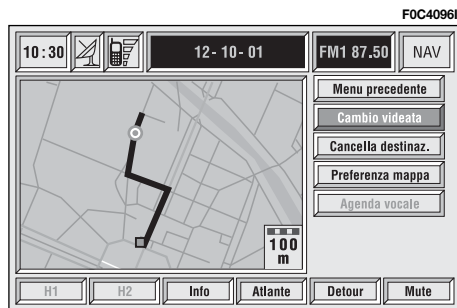 F0C4096I
10:30 12-10-01 FM1 87.50 NAV
Menu precedente
Cambio videata
Cancella destinaz.
Preferenza mappa
Agenda vocale
100
m
H1 H2 Info Atlante Detour Mute